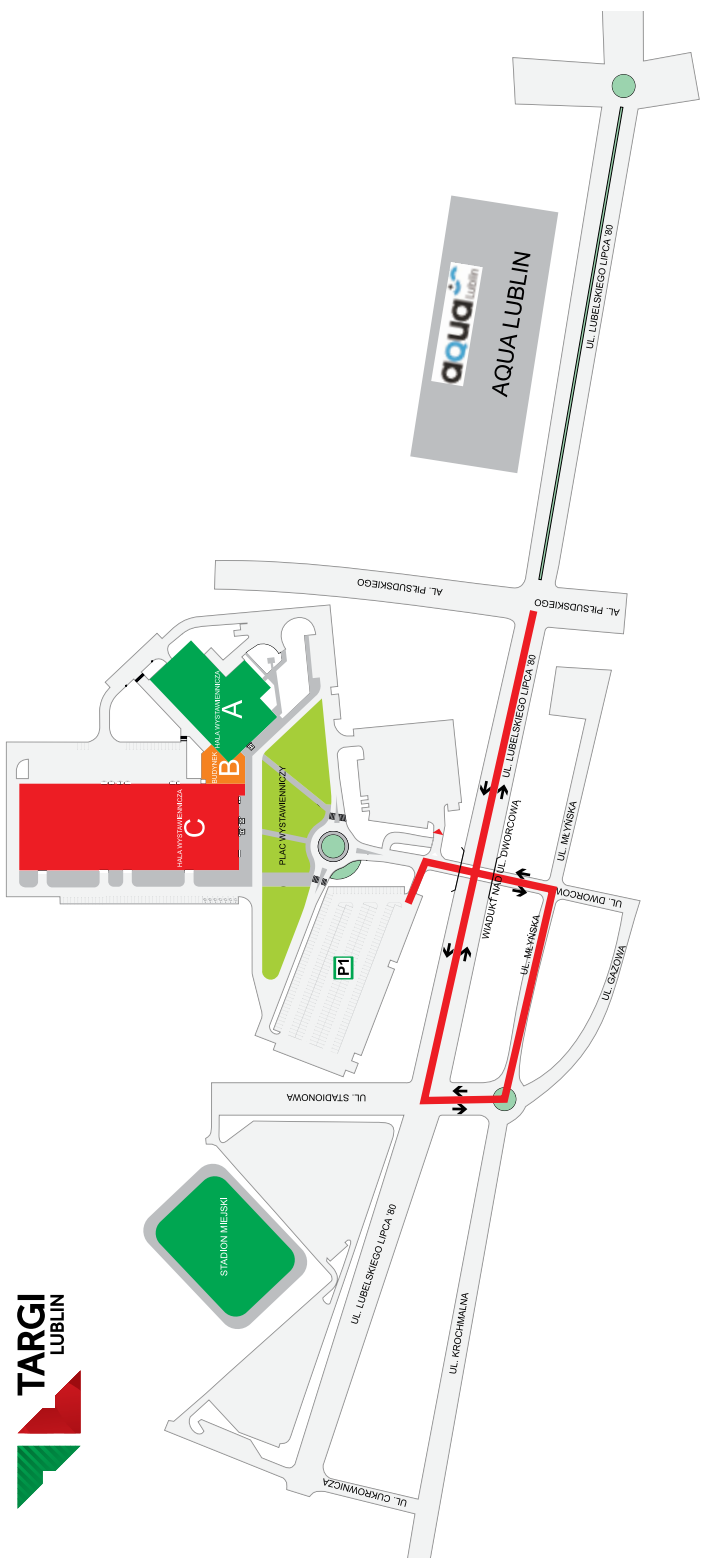 UL. LUBELSKIEGO LIPCA '80
aqua
Lublin
AQUA LUBLIN
AL. PIŁSUDSKIEGO
AL. PIŁSUDSKIEGO
UL. LUBELSKIEGO LIPCA '80
HALA WYSTAWIENNICZA
A
BUDYNEK
B
HALA WYSTAWIENNICZA
C
PLAC WYSTAWIENNICZY
UL. MŁYŃSKA
WIADUKT NAD UL. DWORCOWA
UL. DWORCOW
UL. MŁYŃSKA
UL. GAZOWA
P1
UL. STADIONOWA
STADION MIEJSKI
UL. LUBELSKIEGO LIPCA '80
UL. KROCHMALNA
UL. CUKROWNICZA
TARGI
LUBLIN